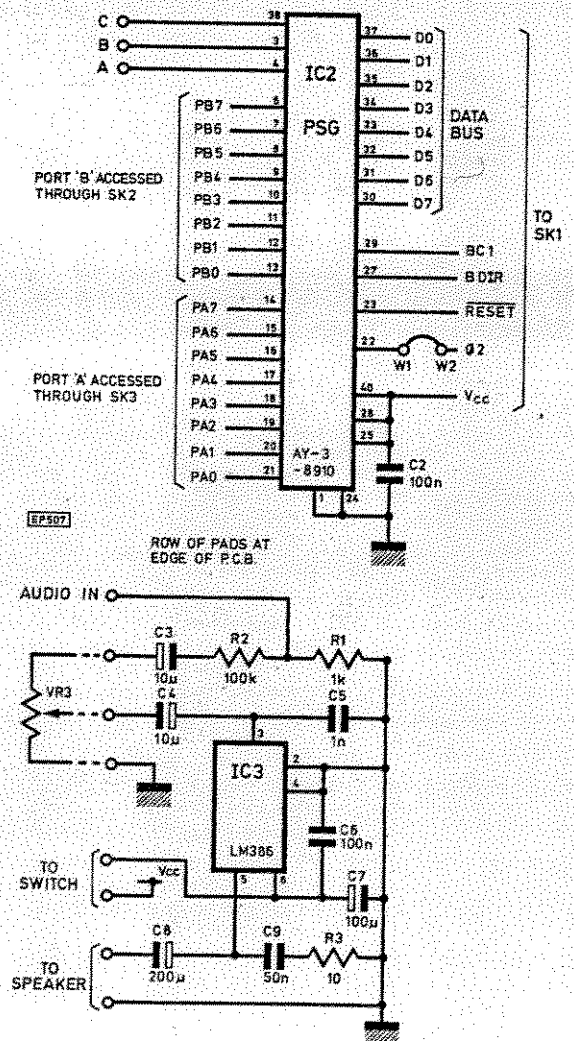 C 38
B 3
A 4
IC2
PSG
37 D0
36 D1
35 D2
34 D3
33 D4
32 D5
31 D6
30 D7
DATA
BUS
TO
SK1
PORT 'B' ACCESSED
THROUGH SK2
PB7 6
PB6 7
PB5 8
PB4 9
PB3 10
PB2 11
PB1 12
PB0 13
29 BC1
27 BDIR
23 RESET
22 W1 W2 Ø2
40 Vcc
28
25
PORT 'A' ACCESSED
THROUGH SK3
PA7 14
PA6 15
PA5 16
PA4 17
PA3 18
PA2 19
PA1 20
PA0 21
AY-3
-8910
1 24
C2
100n
EP507
ROW OF PADS AT
EDGE OF P.C.B.
AUDIO IN
C3
10µ
R2
100k
R1
1k
VR3
C4
10µ
C5
1n
3
IC3
2
4
LM386
C6
100n
5 6
C7
100µ
TO
SWITCH
Vcc
TO
SPEAKER
C8
200µ
C9
50n
R3
10